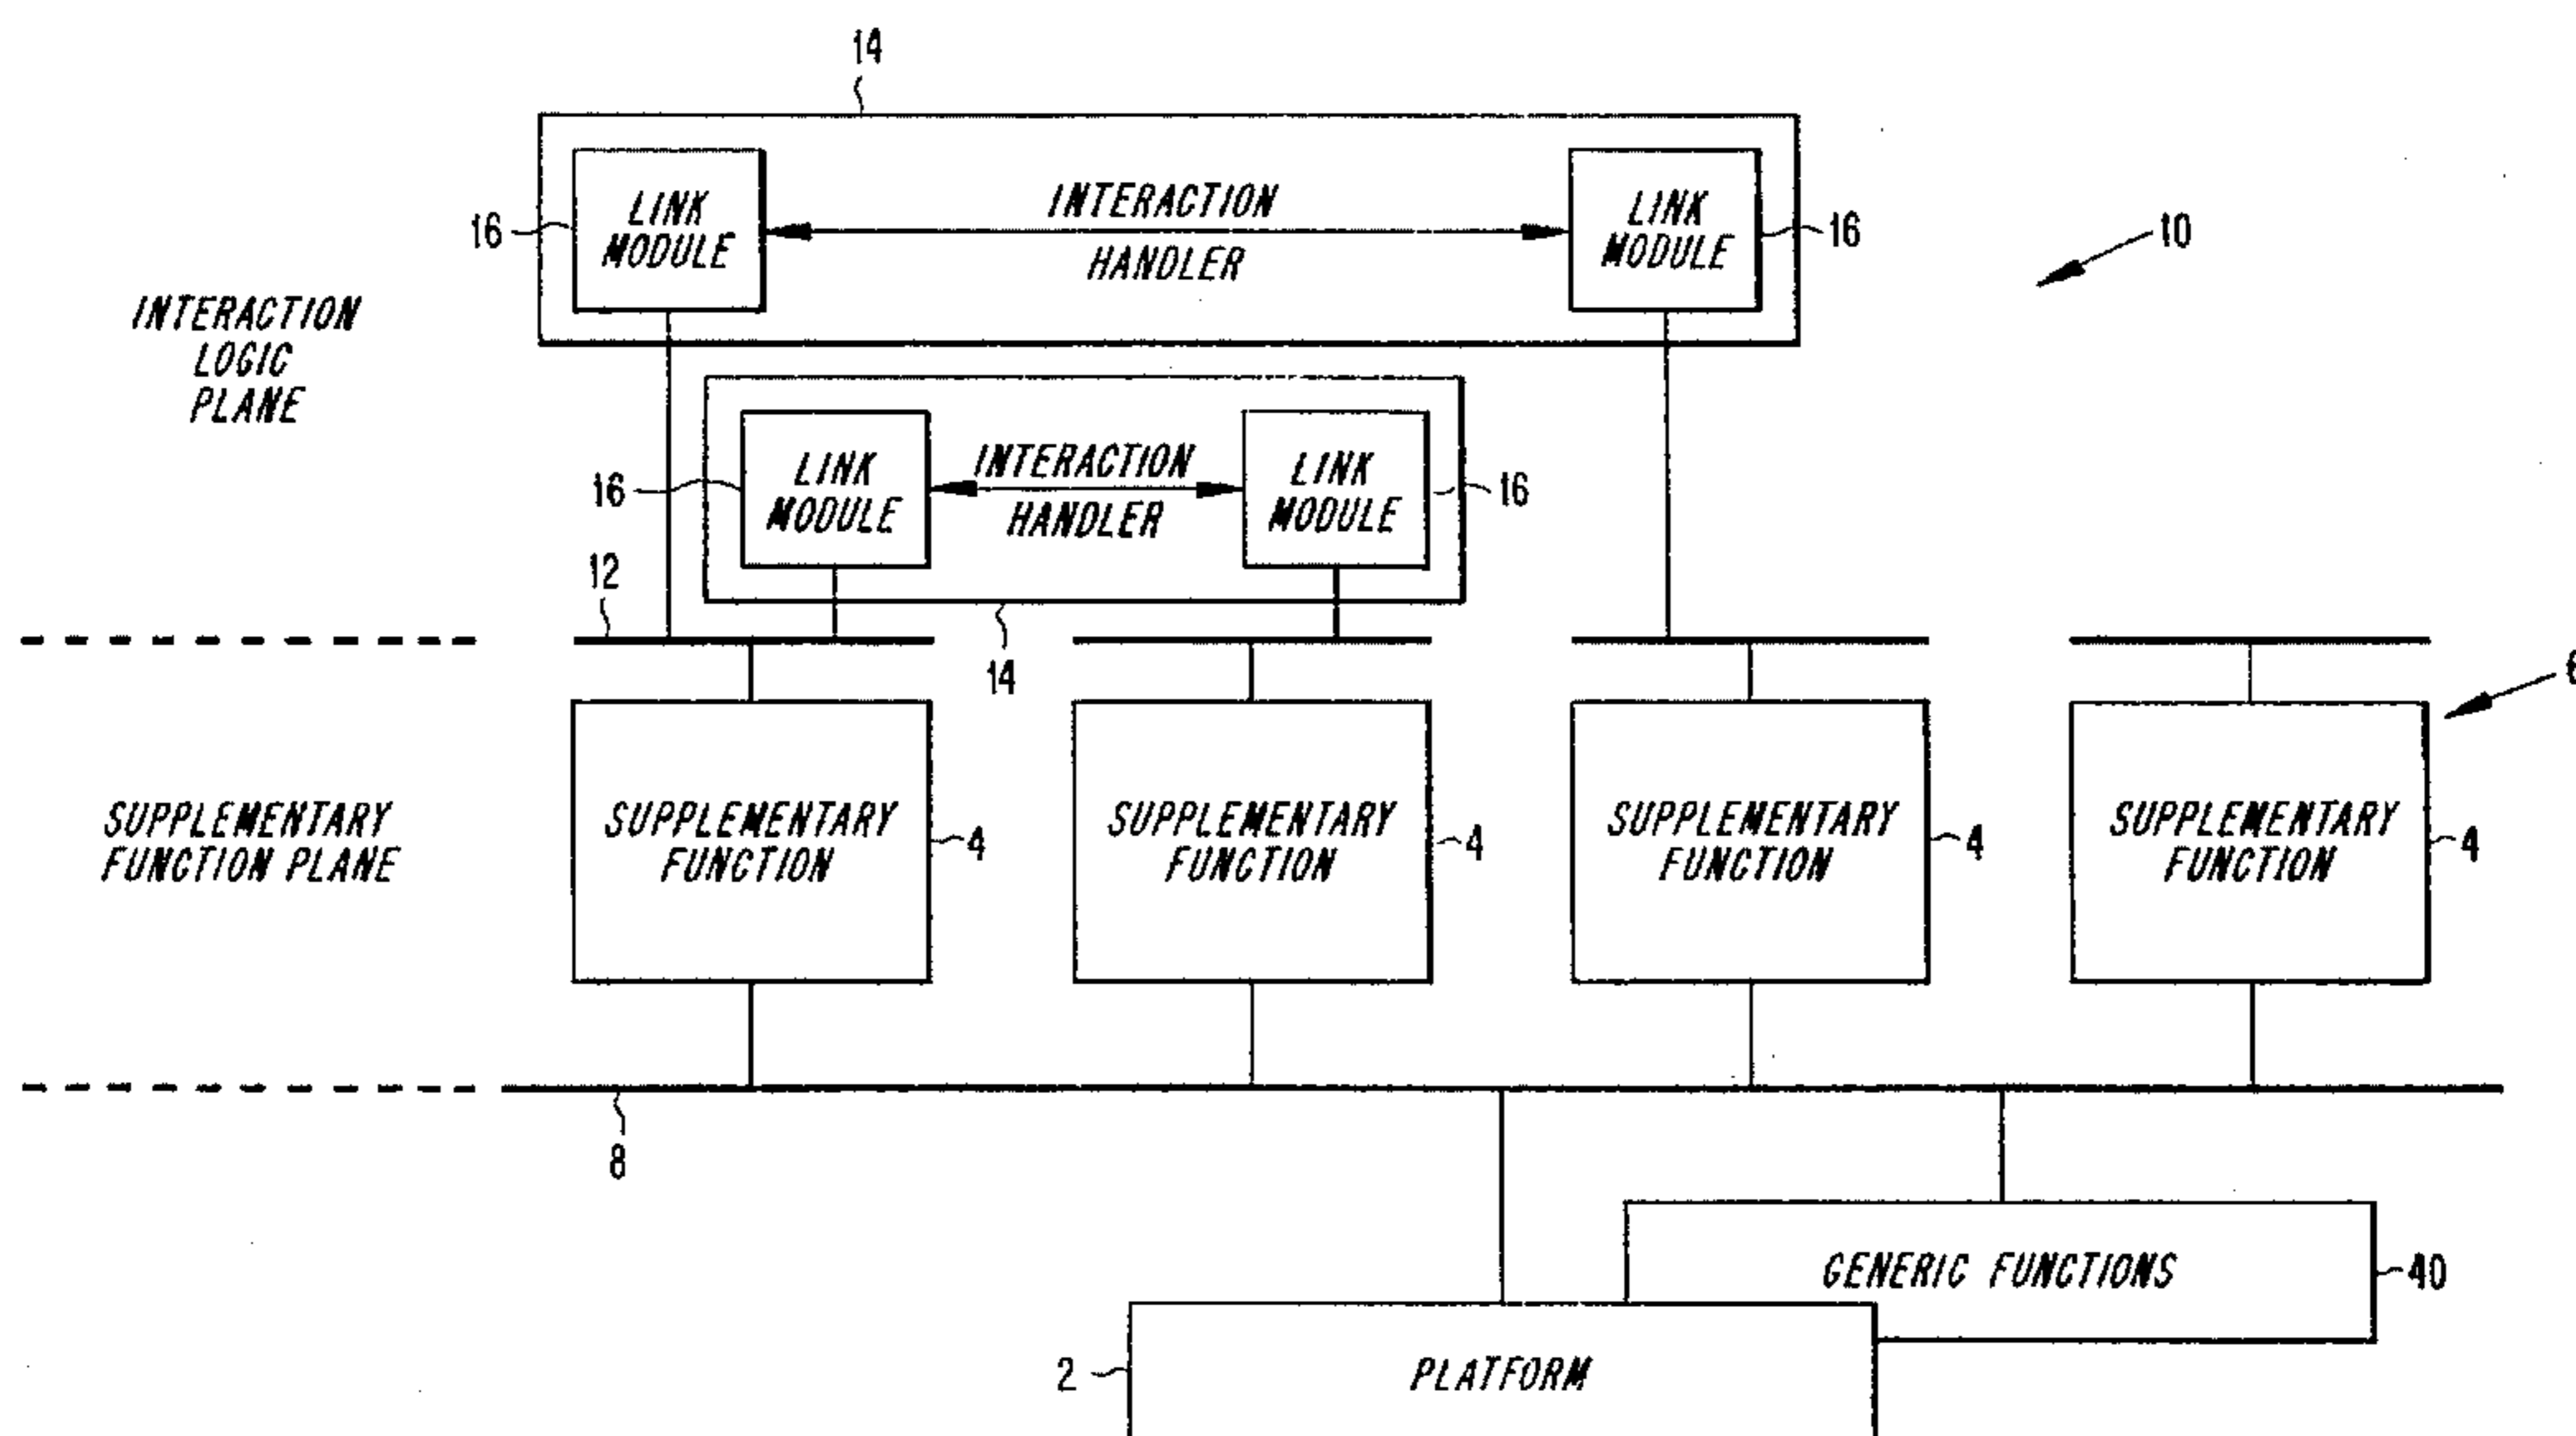 14
LINK
MODULE
INTERACTION
HANDLER
LINK
MODULE
16
16
10
INTERACTION
LOGIC
PLANE
LINK
MODULE
INTERACTION
HANDLER
LINK
MODULE
16
16
12
14
SUPPLEMENTARY
FUNCTION PLANE
SUPPLEMENTARY
FUNCTION
4
SUPPLEMENTARY
FUNCTION
4
SUPPLEMENTARY
FUNCTION
4
SUPPLEMENTARY
FUNCTION
4
8
GENERIC FUNCTIONS
40
2
PLATFORM